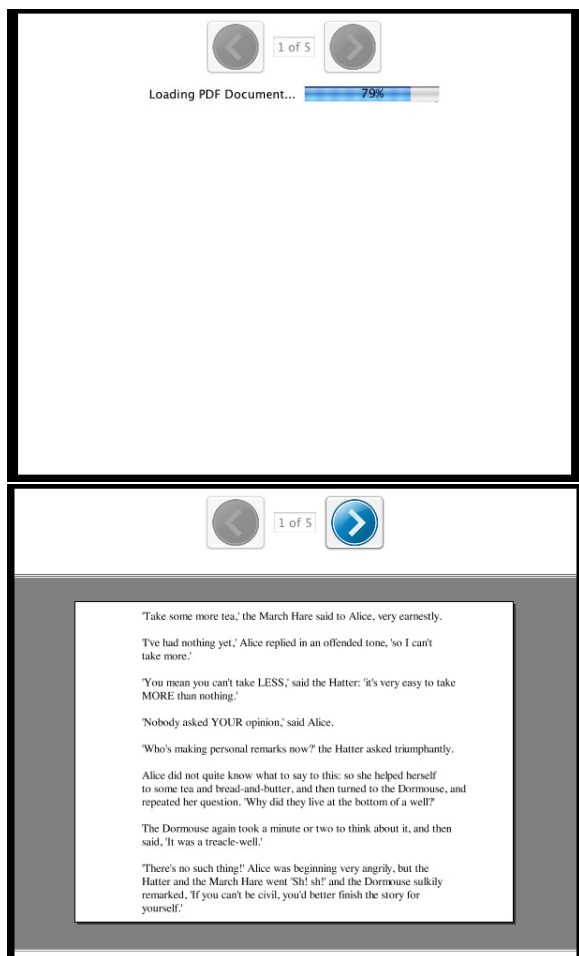 1 of 5
Loading PDF Document... 79%
1 of 5
'Take some more tea,' the March Hare said to Alice, very earnestly.
'I've had nothing yet,' Alice replied in an offended tone, 'so I can't
take more.'
'You mean you can't take LESS,' said the Hatter: 'it's very easy to take
MORE than nothing.'
'Nobody asked YOUR opinion,' said Alice.
'Who's making personal remarks now?' the Hatter asked triumphantly.
Alice did not quite know what to say to this: so she helped herself
to some tea and bread-and-butter, and then turned to the Dormouse, and
repeated her question. 'Why did they live at the bottom of a well?'
The Dormouse again took a minute or two to think about it, and then
said, 'It was a treacle-well.'
'There's no such thing!' Alice was beginning very angrily, but the
Hatter and the March Hare went 'Sh! sh!' and the Dormouse sulkily
remarked, 'If you can't be civil, you'd better finish the story for
yourself.'